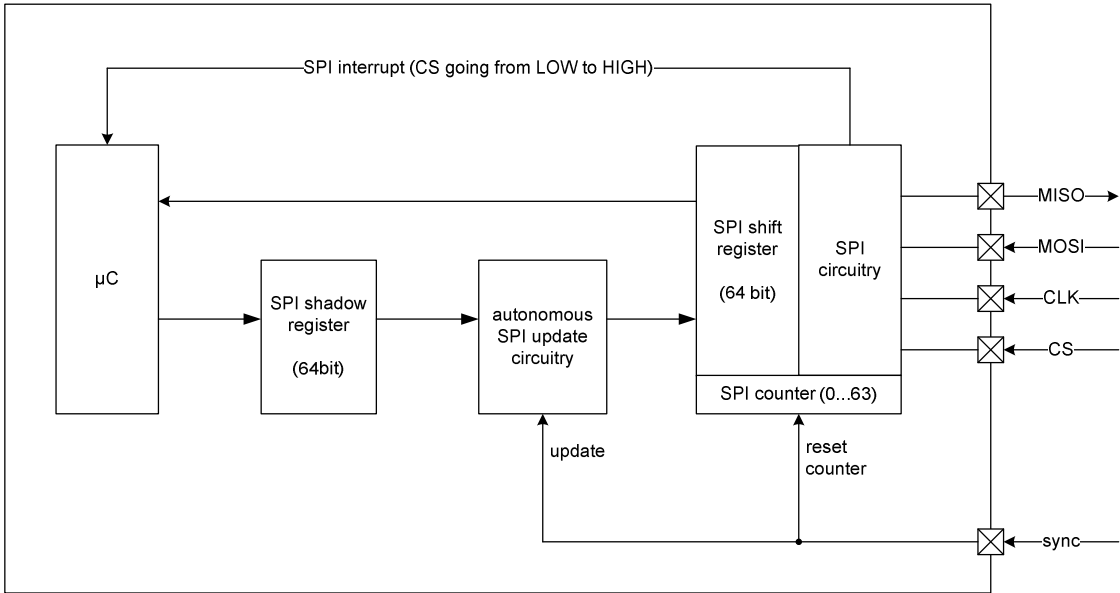 SPI interrupt (CS going from LOW to HIGH)
MISO
SPI shift
register
(64 bit)
SPI
circuitry
MOSI
µC
SPI shadow
register
(64bit)
autonomous
SPI update
circuitry
CLK
CS
SPI counter (0...63)
update
reset
counter
sync